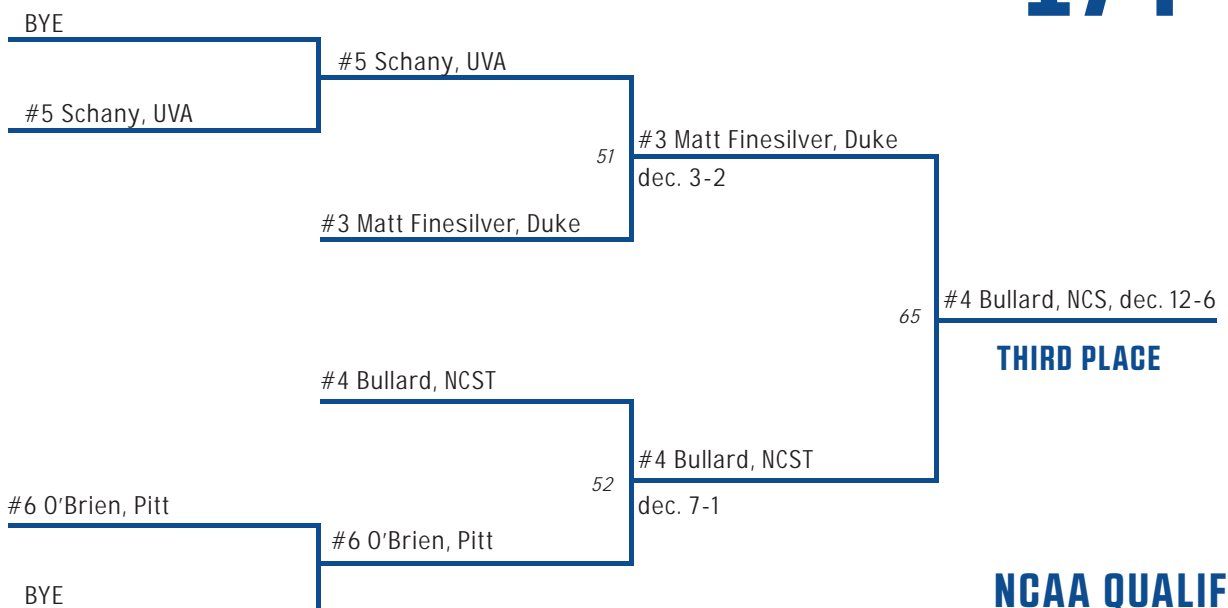 BYE
#5 Schany, UVA
#5 Schany, UVA
51
#3 Matt Finesilver, Duke
dec. 3-2
#3 Matt Finesilver, Duke
#4 Bullard, NCS, dec. 12-6
65
THIRD PLACE
#4 Bullard, NCST
#4 Bullard, NCST
52
dec. 7-1
#6 O'Brien, Pitt
#6 O'Brien, Pitt
BYE
NCAA QUALIF